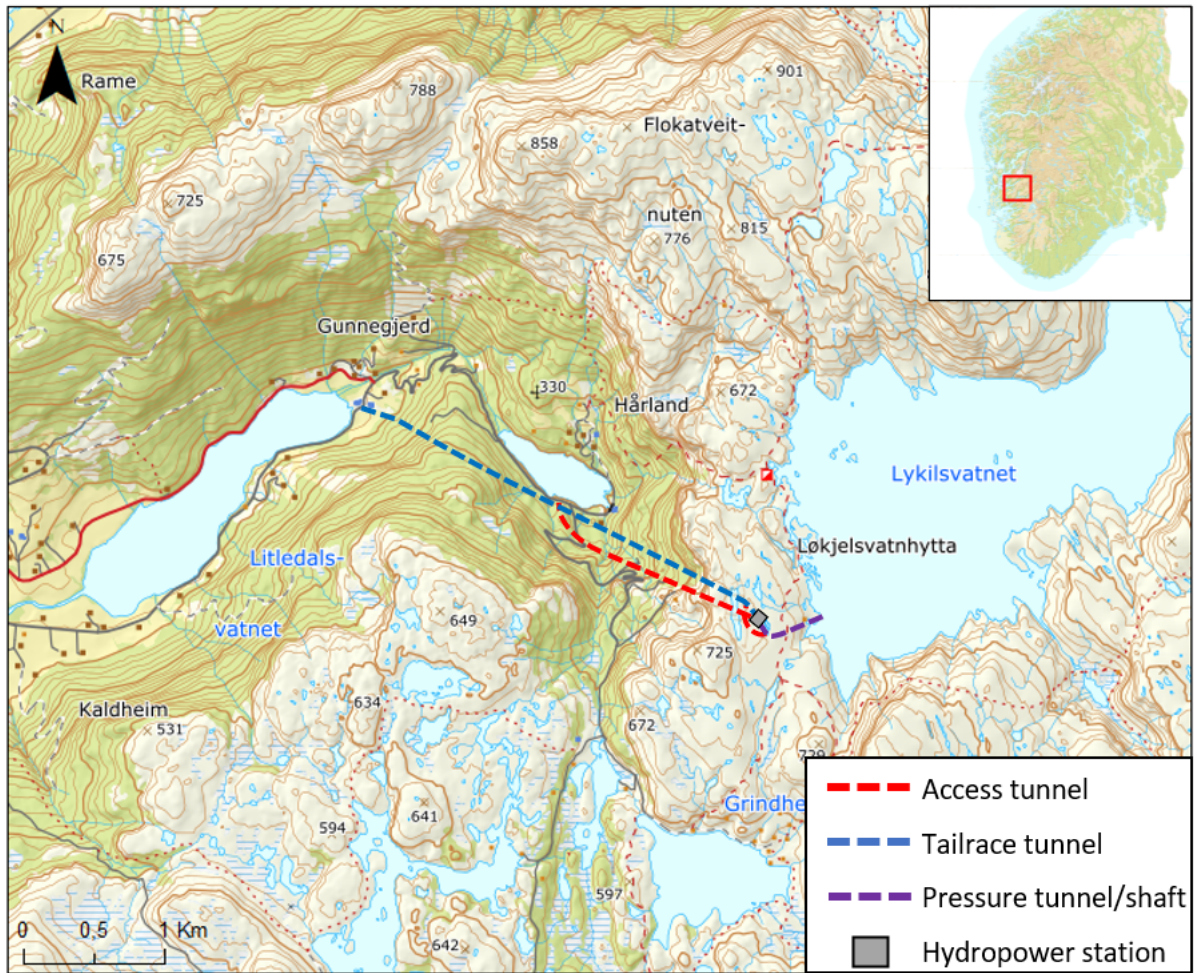 N
Rame
788
901
Flokatveit-
858
725
nuten
776
815
675
Gunnegjerd
330
672
Hårland
Lykilsvatnet
Løkjelsvatnhytta
Litledals-
vatnet
649
725
634
672
Kaldheim
531
729
Grindhe
641
594
597
642
0 0,5 1 Km
Access tunnel
Tailrace tunnel
Pressure tunnel/shaft
Hydropower station